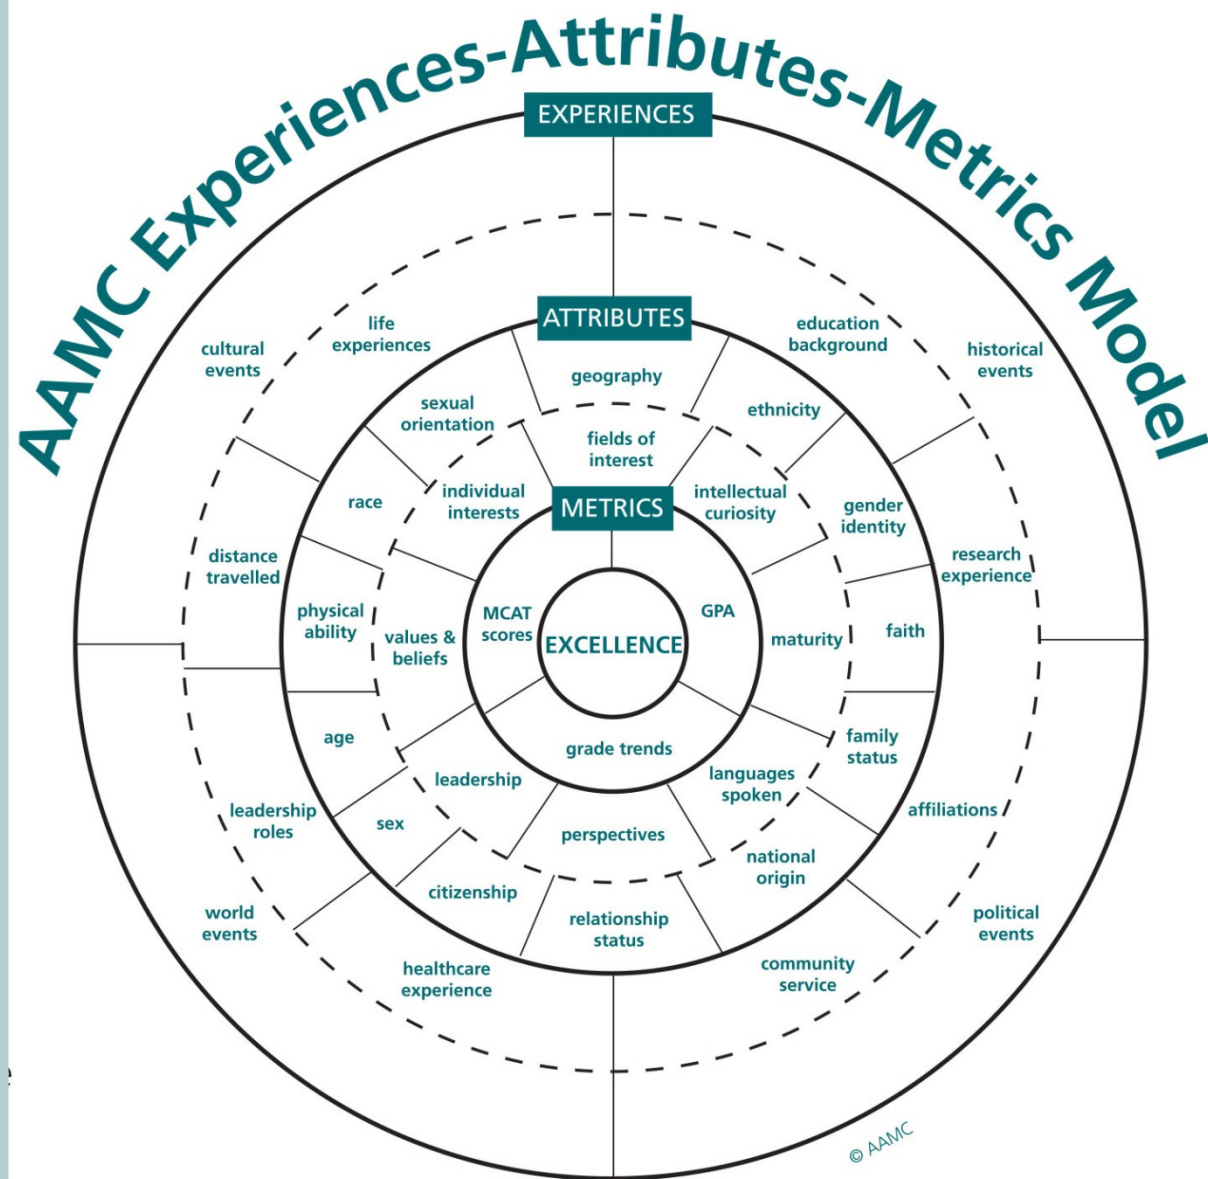 AAMC Experiences-Attributes-Metrics Model
EXPERIENCES
cultural
events
life
experiences
education
background
historical
events
distance
travelled
research
experience
leadership
roles
affiliations
world
events
healthcare
experience
community
service
political
events
ATTRIBUTES
geography
sexual
orientation
ethnicity
race
gender
identity
physical
ability
faith
age
family
status
sex
national
origin
citizenship
relationship
status
fields of
interest
individual
interests
intellectual
curiosity
values &
beliefs
maturity
leadership
languages
spoken
perspectives
METRICS
MCAT
scores
GPA
grade trends
EXCELLENCE
© AAMC